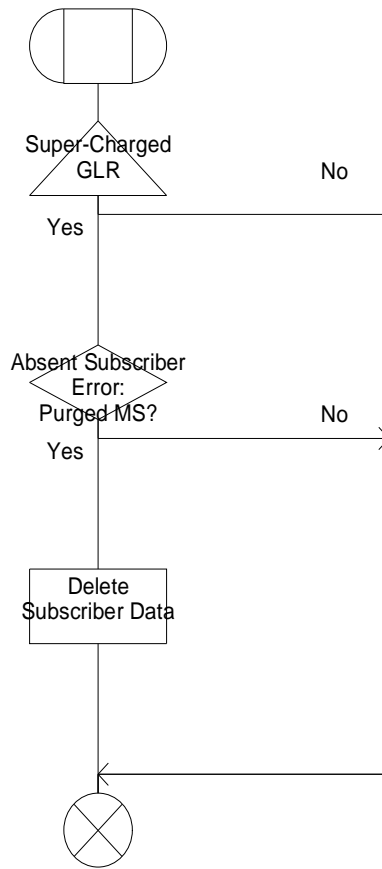 Super-Charged
GLR
No
Yes
Absent Subscriber
Error:
Purged MS?
No
Yes
Delete
Subscriber Data